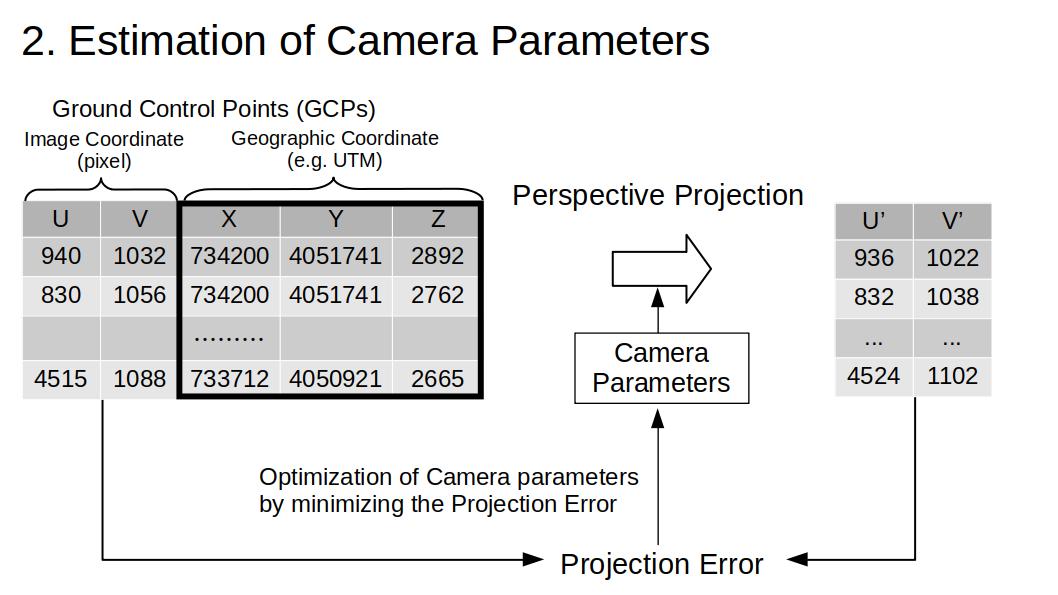 2. Estimation of Camera Parameters
Ground Control Points (GCPs)
Image Coordinate
(pixel)
Geographic Coordinate
(e.g. UTM)
U V X Y Z
940 1032 734200 4051741 2892
830 1056 734200 4051741 2762
.........
4515 1088 733712 4050921 2665
Perspective Projection
Camera
Parameters
U’ V’
936 1022
832 1038
... ...
4524 1102
Optimization of Camera parameters
by minimizing the Projection Error
Projection Error